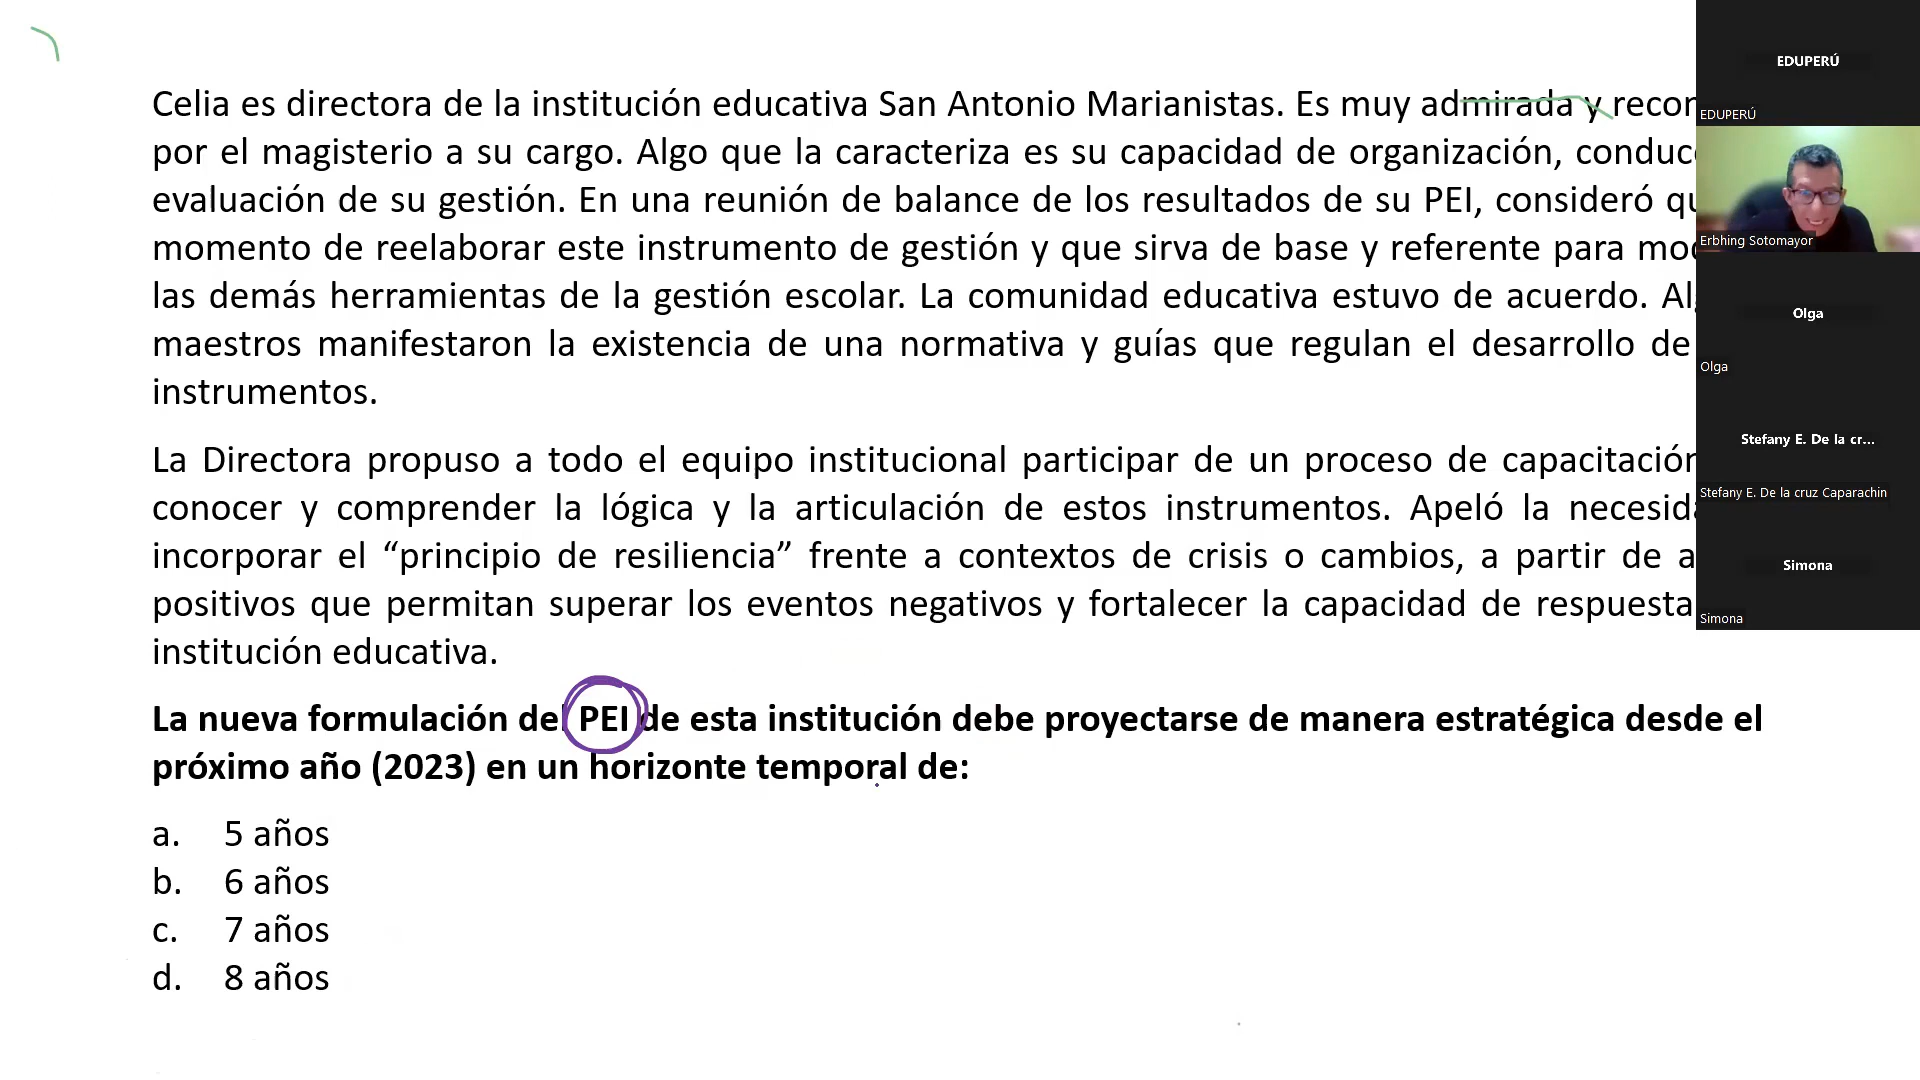 Celia es directora de la institución educativa San Antonio Marianistas. Es muy admirada y
por el magisterio a su cargo. Algo que la caracteriza es su capacidad de organización,
evaluación de su gestión. En una reunión de balance de los resultados de su PEI, consideró
momento de reelaborar este instrumento de gestión y que sirva de base y referente para
las demás herramientas de la gestión escolar. La comunidad educativa estuvo de acuerdo.
maestros manifestaron la existencia de una normativa y guías que regulan el desarrollo de
instrumentos.
La Directora propuso a todo el equipo institucional participar de un proceso de capacitación
conocer y comprender la lógica y la articulación de estos instrumentos. Apeló la
incorporar el “principio de resiliencia” frente a contextos de crisis o cambios, a partir de
positivos que permitan superar los eventos negativos y fortalecer la capacidad de respuesta
institución educativa.
La nueva formulación del PEI de esta institución debe proyectarse de manera estratégica desde el
próximo año (2023) en un horizonte temporal de:
a. 5 años
b. 6 años
c. 7 años
d. 8 años
EDUPERÚ
EDUPERÚ
Erbhing Sotomayor
Olga
Olga
Stefany E. De la cr...
Stefany E. De la cruz Caparachin
Simona
Simona